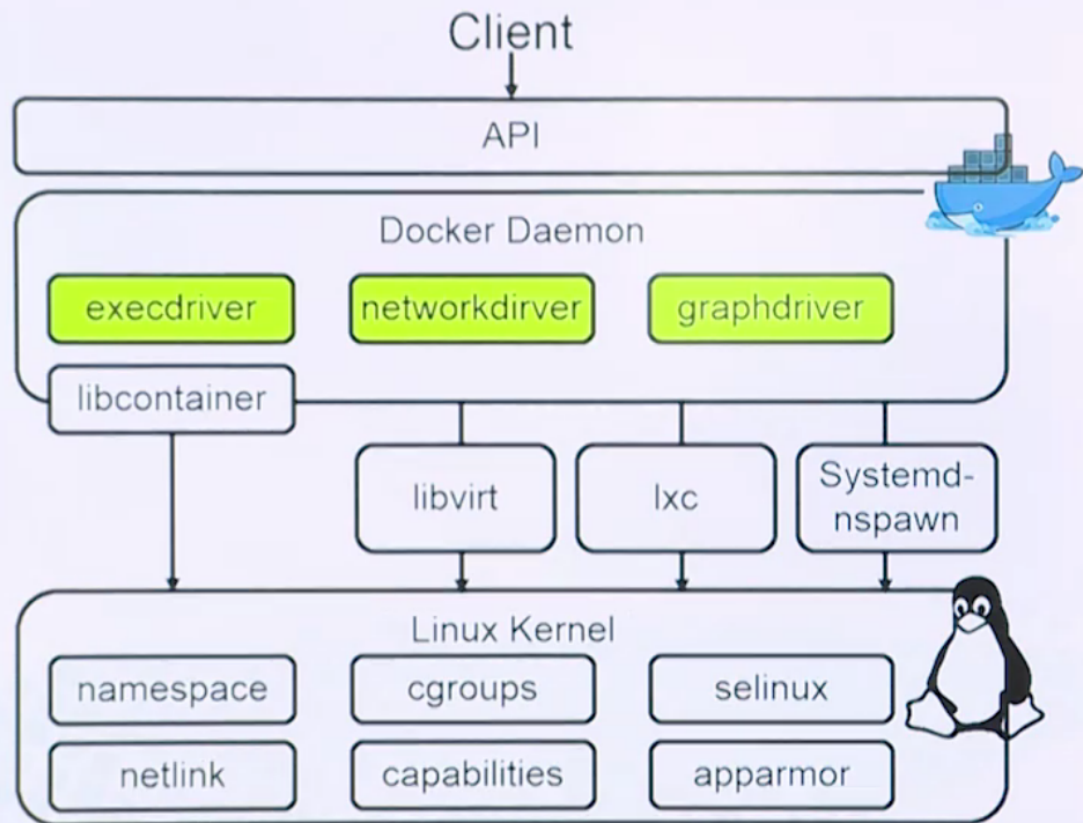 Client
API
Docker Daemon
execdriver
networkdirver
graphdriver
libcontainer
libvirt
lxc
Systemd-
nspawn
Linux Kernel
namespace
cgroups
selinux
netlink
capabilities
apparmor